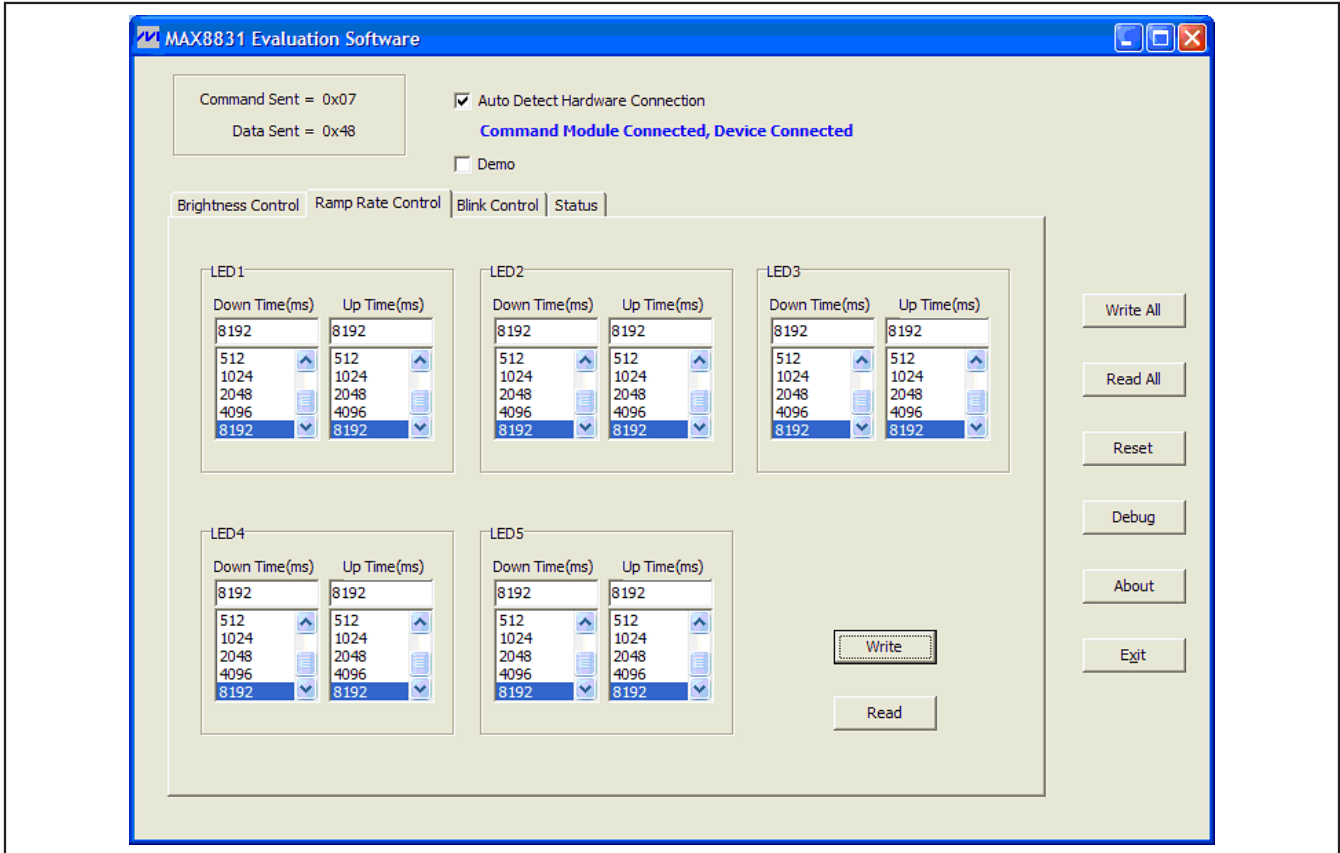 MAX8831 Evaluation Software
Command Sent = 0x07
Data Sent = 0x48
Auto Detect Hardware Connection
Command Module Connected, Device Connected
Demo
Brightness Control Ramp Rate Control Blink Control Status
LED1 LED2 LED3
Down Time(ms) Up Time(ms) Down Time(ms) Up Time(ms) Down Time(ms) Up Time(ms)
8192 8192 8192 8192 8192 8192
512 512 512 512 512 512
1024 1024 1024 1024 1024 1024
2048 2048 2048 2048 2048 2048
4096 4096 4096 4096 4096 4096
8192 8192 8192 8192 8192 8192
LED4 LED5
Down Time(ms) Up Time(ms) Down Time(ms) Up Time(ms)
8192 8192 8192 8192
512 512 512 512
1024 1024 1024 1024
2048 2048 2048 2048
4096 4096 4096 4096
8192 8192 8192 8192
Write
Read
Write All
Read All
Reset
Debug
About
Exit